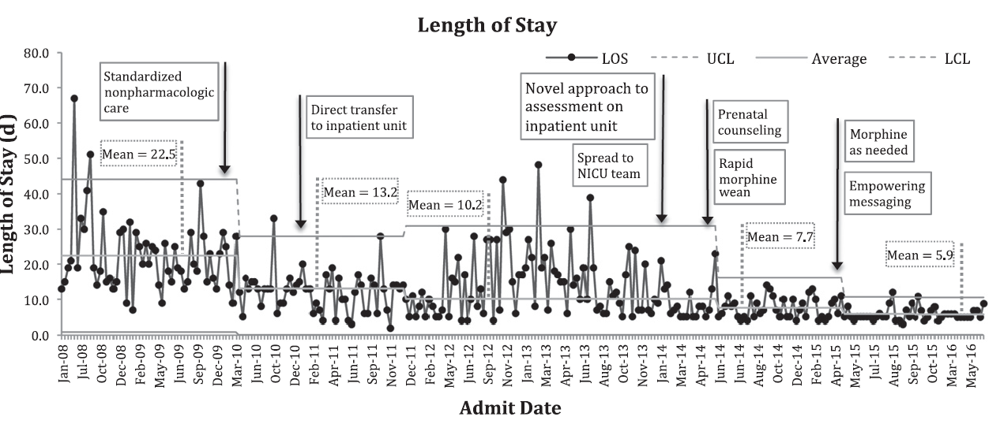 Length of Stay
80.0
70.0
60.0
50.0
40.0
30.0
20.0
10.0
0.0
Length of Stay (d)
LOS
UCL
Average
LCL
Standardized
nonpharmacologic
care
Mean = 22.5
Direct transfer
to inpatient unit
Mean = 13.2
Mean = 10.2
Novel approach to
assessment on
inpatient unit
Spread to
NICU team
Prenatal
counseling
Rapid
morphine
wean
Mean = 7.7
Morphine
as needed
Empowering
messaging
Mean = 5.9
Jan-08
Jul-08
Oct-08
Dec-08
Feb-09
May-09
Jun-09
Sep-09
Dec-09
Mar-10
Jun-10
Oct-10
Dec-10
Feb-11
Apr-11
Jun-11
Sep-11
Nov-11
Dec-11
Feb-12
May-12
Jun-12
Sep-12
Nov-12
Jan-13
Mar-13
Apr-13
Jun-13
Aug-13
Oct-13
Nov-13
Jan-14
Feb-14
Apr-14
Jun-14
Jun-14
Aug-14
Oct-14
Dec-14
Feb-15
Apr-15
May-15
Jul-15
Aug-15
Sep-15
Oct-15
Mar-16
May-16
Admit Date